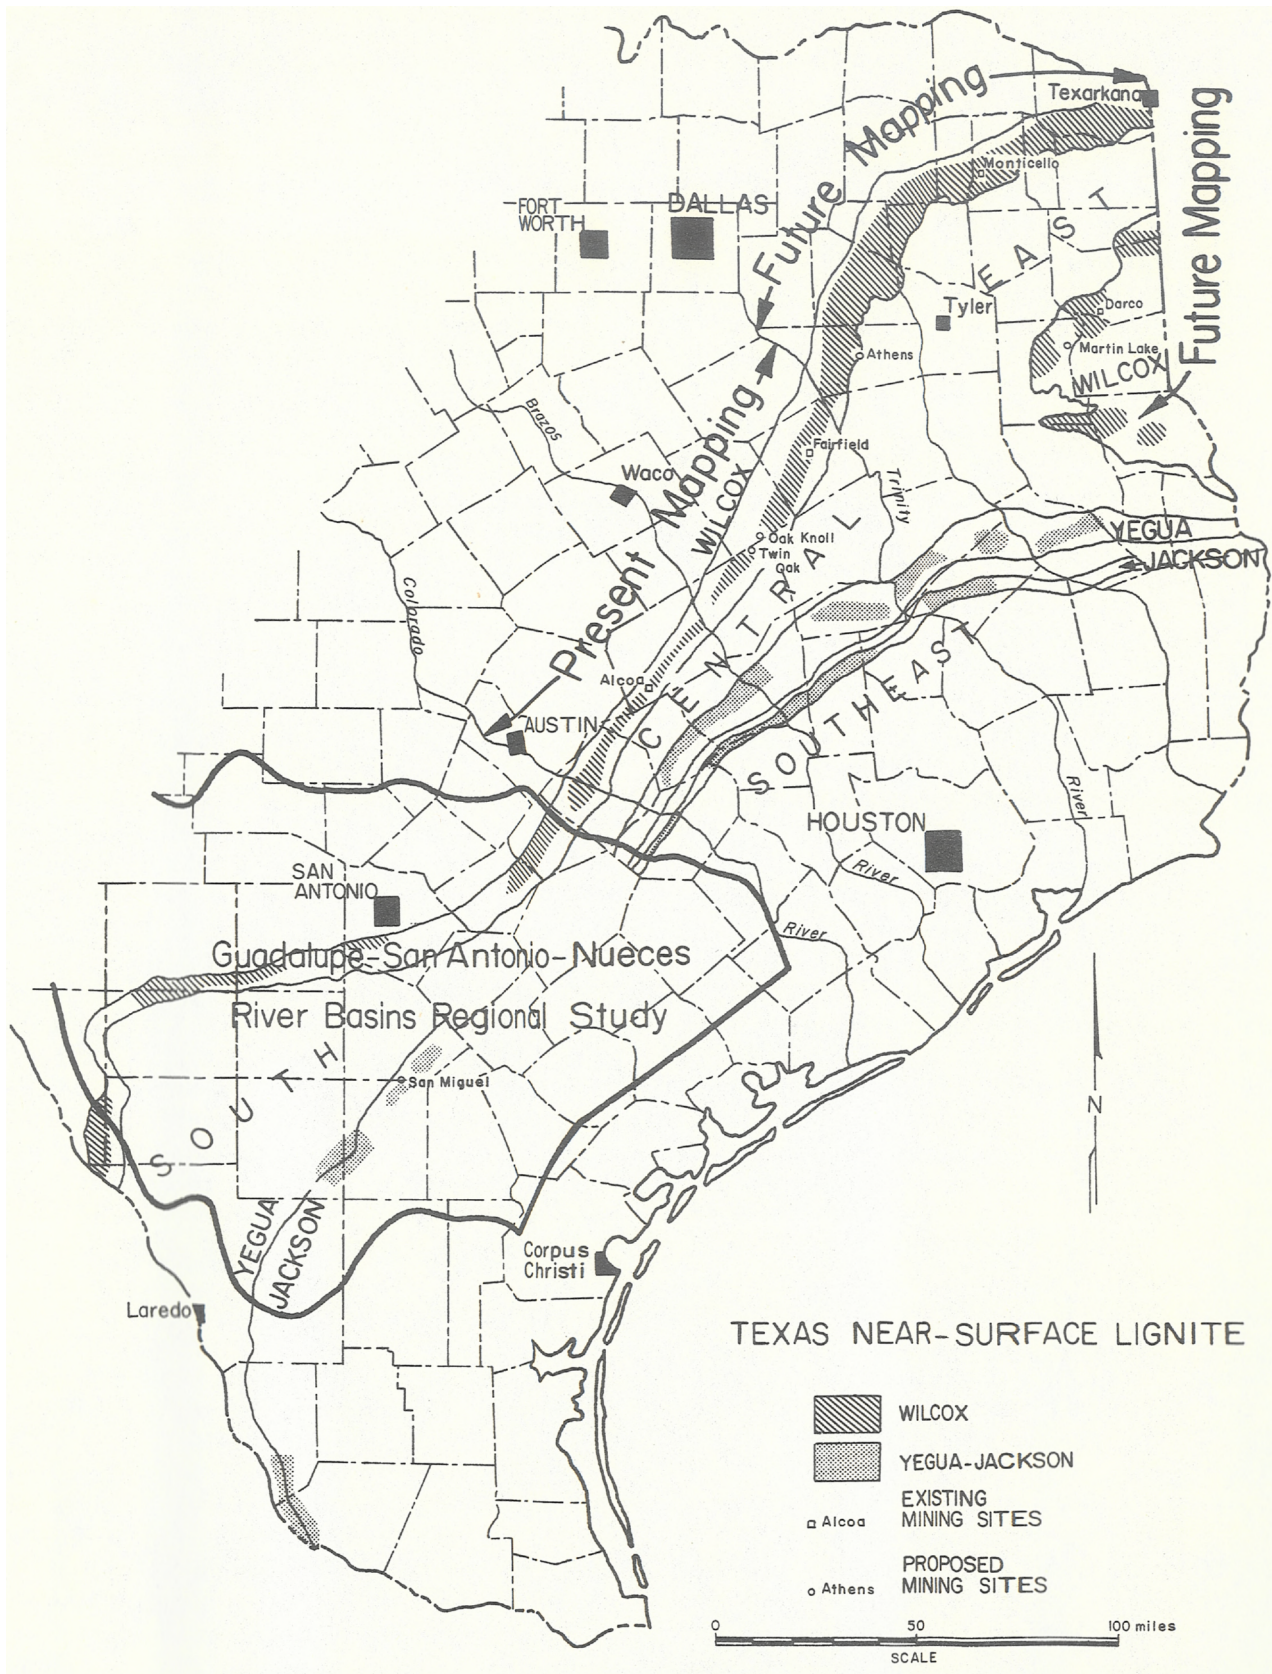 Future Mapping
Texarkana
Future Mapping
Monticello
FORT
WORTH
DALLAS
EAST
Tyler
Darco
Athens
Martin Lake
WILCOX
Present Mapping
Brazos
Fairfield
Waco
WILCOX
Trinity
Oak Knoll
Twin
Oak
YEGUA
JACKSON
Colorado
CENTRAL
Alcoa
AUSTIN
SOUTHEAST
River
HOUSTON
SAN
ANTONIO
River
River
Guadalupe-San Antonio-Nueces
River Basins Regional Study
SOUTH
San Miguel
N
YEGUA
JACKSON
Corpus
Christi
Laredo
TEXAS NEAR-SURFACE LIGNITE
WILCOX
YEGUA-JACKSON
Alcoa
EXISTING
MINING SITES
Athens
PROPOSED
MINING SITES
0 50 100 miles
SCALE